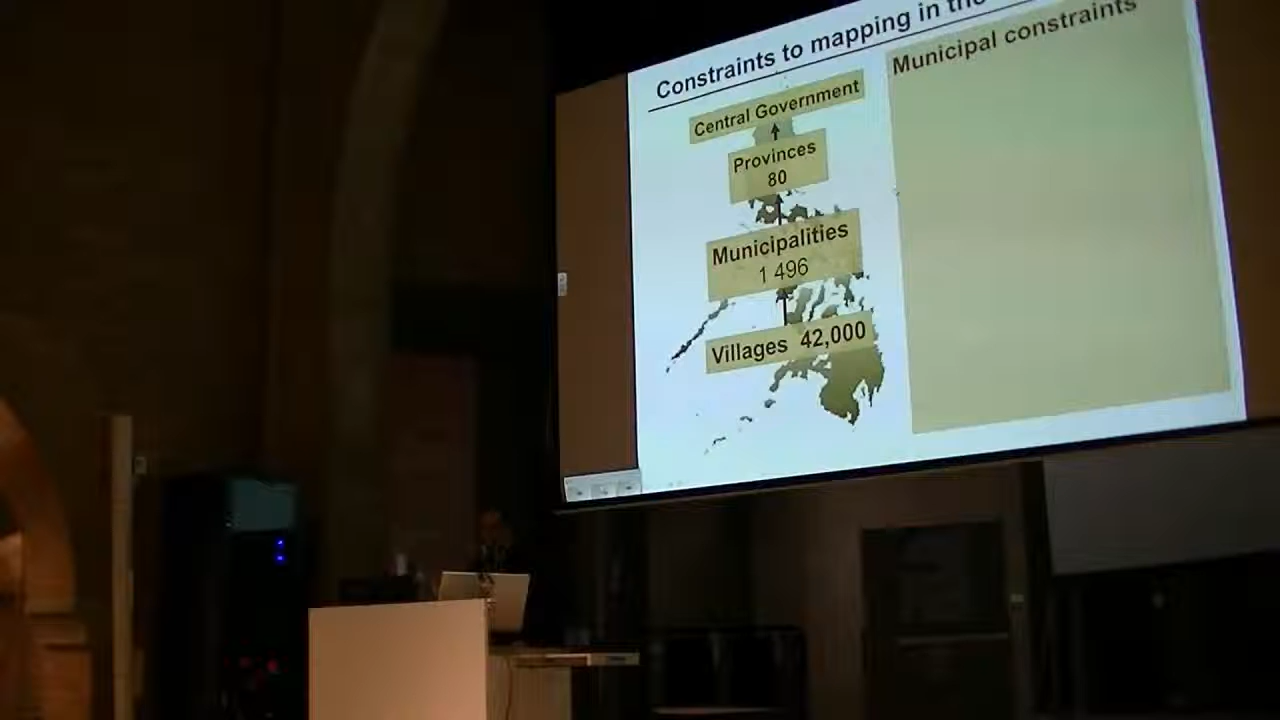 Constraints to mapping in the
Central Government
Provinces
80
Municipalities
1 496
Villages 42,000
Municipal constraints